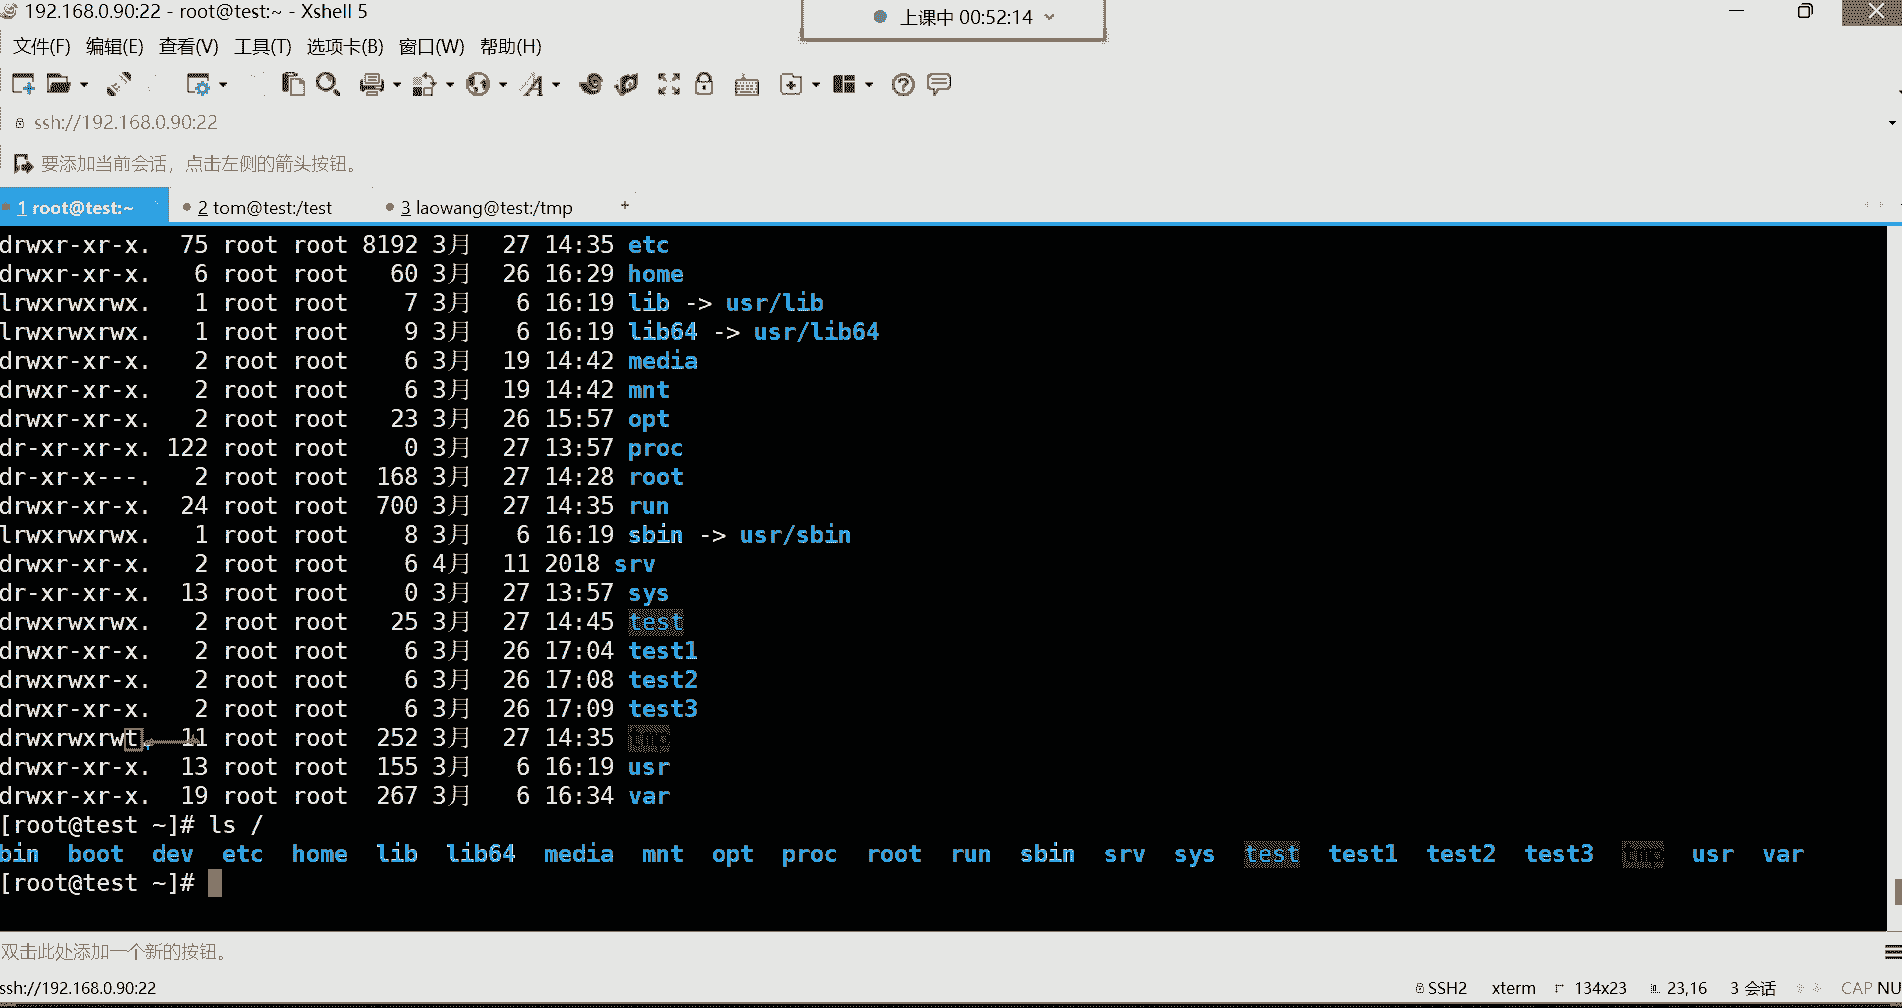 192.168.0.90:22 - root@test:~ - Xshell 5
上课中 00:52:14
文件(F) 编辑(E) 查看(V) 工具(T) 选项卡(B) 窗口(W) 帮助(H)
ssh://192.168.0.90:22
要添加当前会话，点击左侧的箭头按钮。
1 root@test:~ 2 tom@test:/test 3 laowang@test:/tmp +
drwxr-xr-x. 75 root root 8192 3月 27 14:35 etc
drwxr-xr-x. 6 root root 60 3月 26 16:29 home
lrwxrwxrwx. 1 root root 7 3月 6 16:19 lib -> usr/lib
lrwxrwxrwx. 1 root root 9 3月 6 16:19 lib64 -> usr/lib64
drwxr-xr-x. 2 root root 6 3月 19 14:42 media
drwxr-xr-x. 2 root root 6 3月 19 14:42 mnt
drwxr-xr-x. 2 root root 23 3月 26 15:57 opt
dr-xr-xr-x. 122 root root 0 3月 27 13:57 proc
dr-xr-x---. 2 root root 168 3月 27 14:28 root
drwxr-xr-x. 24 root root 700 3月 27 14:35 run
lrwxrwxrwx. 1 root root 8 3月 6 16:19 sbin -> usr/sbin
drwxr-xr-x. 2 root root 6 4月 11 2018 srv
dr-xr-xr-x. 13 root root 0 3月 27 13:57 sys
drwxrwxrwx. 2 root root 25 3月 27 14:45 test
drwxr-xr-x. 2 root root 6 3月 26 17:04 test1
drwxrwxr-x. 2 root root 6 3月 26 17:08 test2
drwxr-xr-x. 2 root root 6 3月 26 17:09 test3
drwxrwxrwt. 11 root root 252 3月 27 14:35 tmp
drwxr-xr-x. 13 root root 155 3月 6 16:19 usr
drwxr-xr-x. 19 root root 267 3月 6 16:34 var
[root@test ~]# ls /
bin boot dev etc home lib lib64 media mnt opt proc root run sbin srv sys test test1 test2 test3 tmp usr var
[root@test ~]#
双击此处添加一个新的按钮。
ssh://192.168.0.90:22 SSH2 xterm 134x23 23,16 3 会话 CAP NU